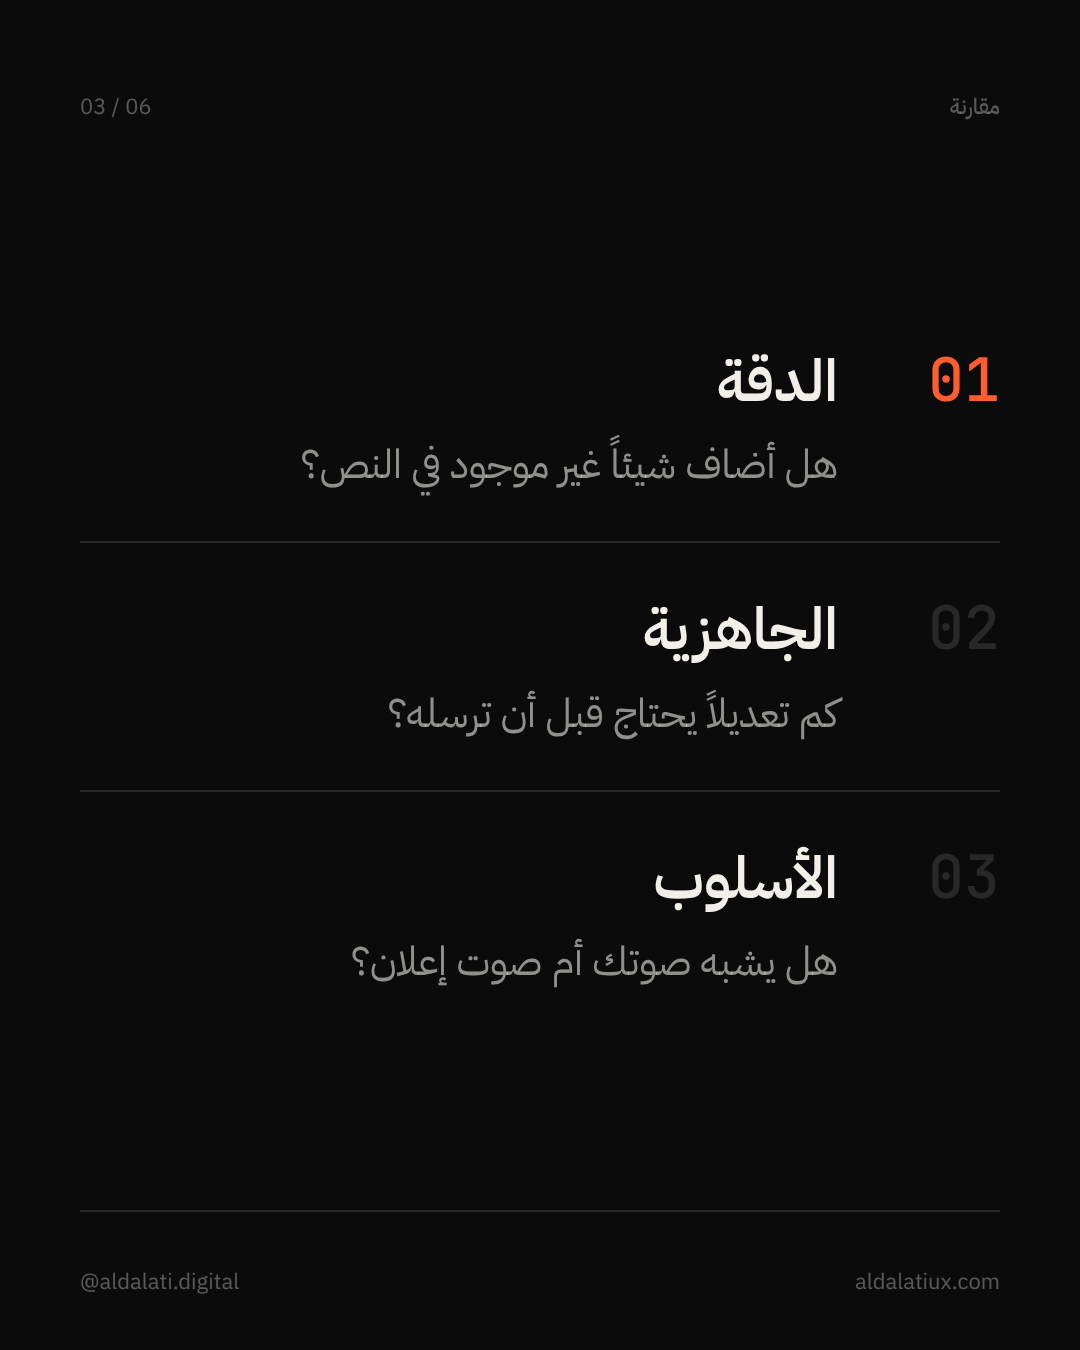 مقارنة
03 / 06
01
الدقة
هل أضاف شيئاً غير موجود في النص؟
02
الجاهزية
كم تعديلاً يحتاج قبل أن ترسله؟
03
الأسلوب
هل يشبه صوتك أم صوت إعلان؟
aldalatiux.com
@aldalati.digital